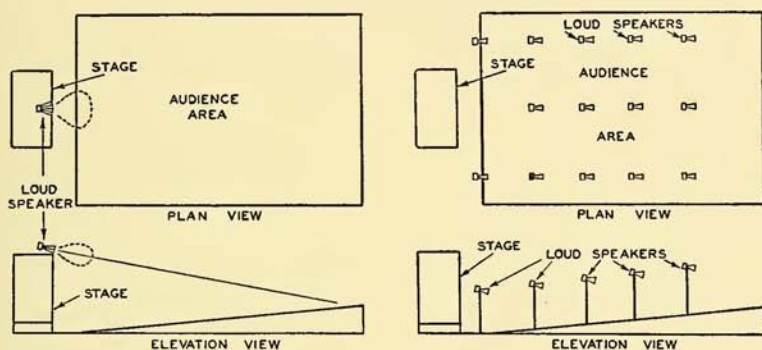 STAGE
AUDIENCE
AREA
LOUD
SPEAKER
PLAN VIEW
STAGE
ELEVATION VIEW
LOUD SPEAKERS
STAGE
AUDIENCE
AREA
PLAN VIEW
STAGE
LOUD SPEAKERS
ELEVATION VIEW